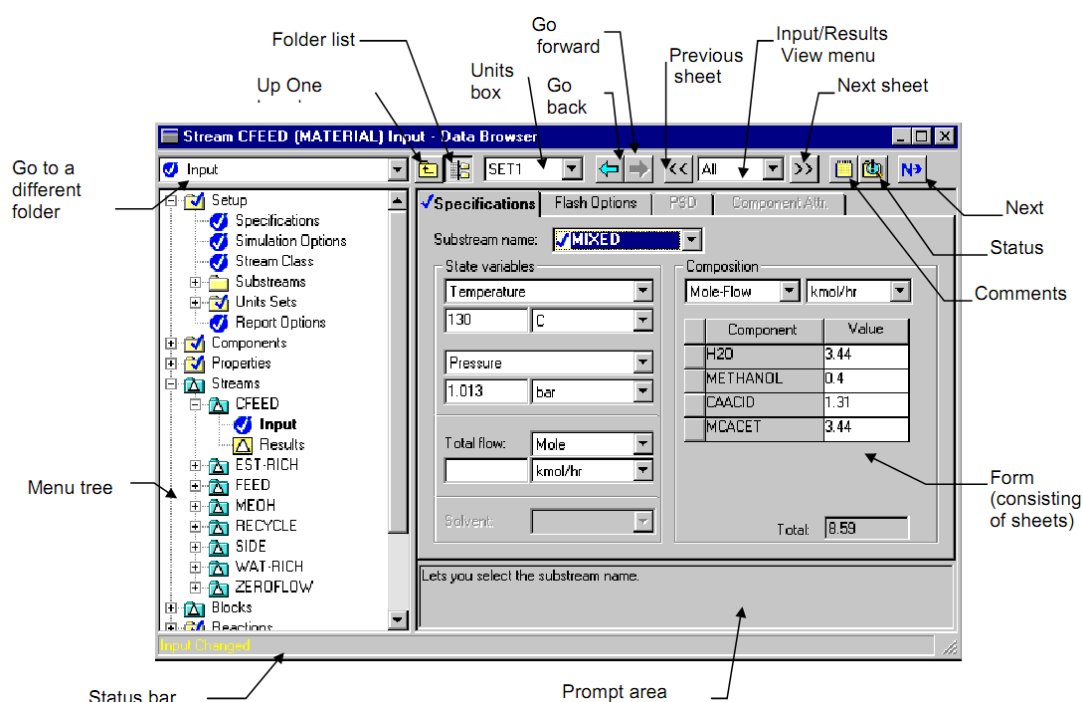 Go
forward
Folder list
Input/Results
View menu
Previous
sheet
Units
box
Up One
Go
back
Next sheet
Stream CFEED (MATERIAL) Input - Data Browser
Go to a
different
folder
Input
SET1
<<
All
>>
N
Setup
Specifications
Simulation Options
Stream Class
Substreams
Units Sets
Report Options
Components
Properties
Streams
CFEED
Input
Results
EST-RICH
FEED
MEOH
RECYCLE
SIDE
WAT-RICH
ZEROFLOW
Blocks
Reactions
Specifications
Flash Options
PSD
Component Attr.
Substream name:
MIXED
State variables
Temperature
130
C
Pressure
1.013
bar
Total flow:
Mole
kmol/hr
Solvent:
Composition
Mole-Flow
kmol/hr
Component
Value
H2O
3.44
METHANOL
0.4
CAACID
1.31
MCACET
3.44
Total:
8.59
Lets you select the substream name.
Input Changed
Next
Status
Comments
Menu tree
Form
(consisting
of sheets)
Status bar
Prompt area